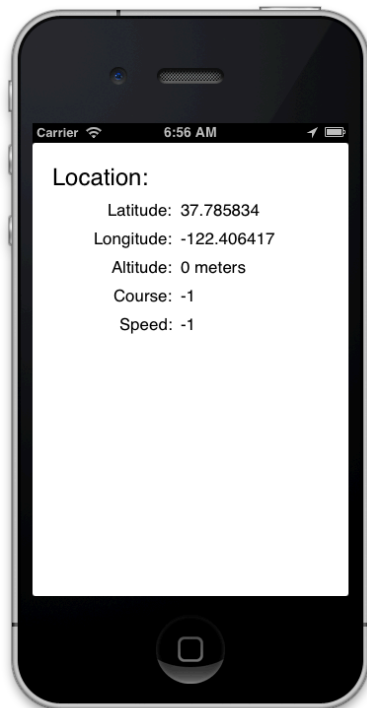 Carrier 6:56 AM
Location:
Latitude: 37.785834
Longitude: -122.406417
Altitude: 0 meters
Course: -1
Speed: -1